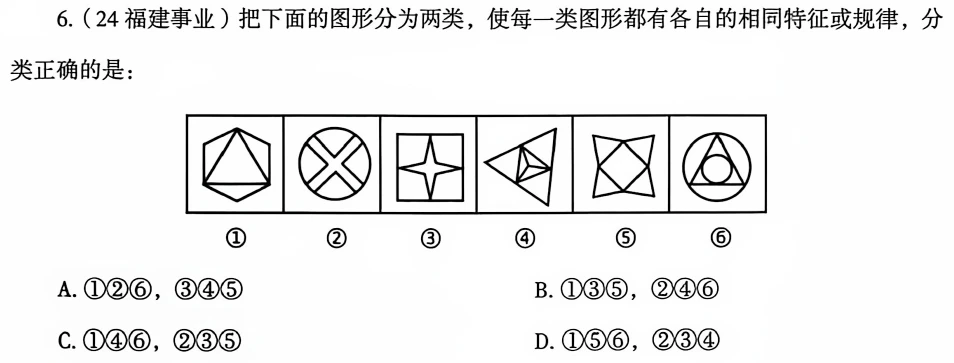 6.（24 福建事业）把下面的图形分为两类，使每一类图形都有各自的相同特征或规律，分
类正确的是：
① ② ③ ④ ⑤ ⑥
A. ①②⑥，③④⑤ B. ①③⑤，②④⑥
C. ①④⑥，②③⑤ D. ①⑤⑥，②③④